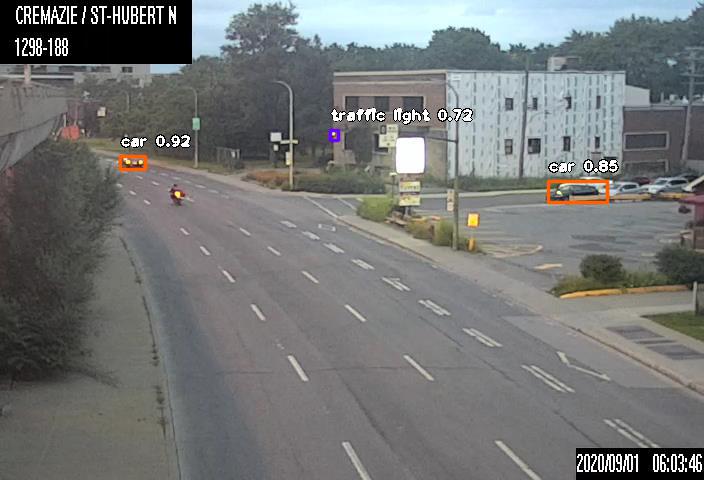 CREMAZIE / ST-HUBERT N
1298-188
traffic light 0.72
car 0.92
car 0.85
2020/09/01 06:03:46